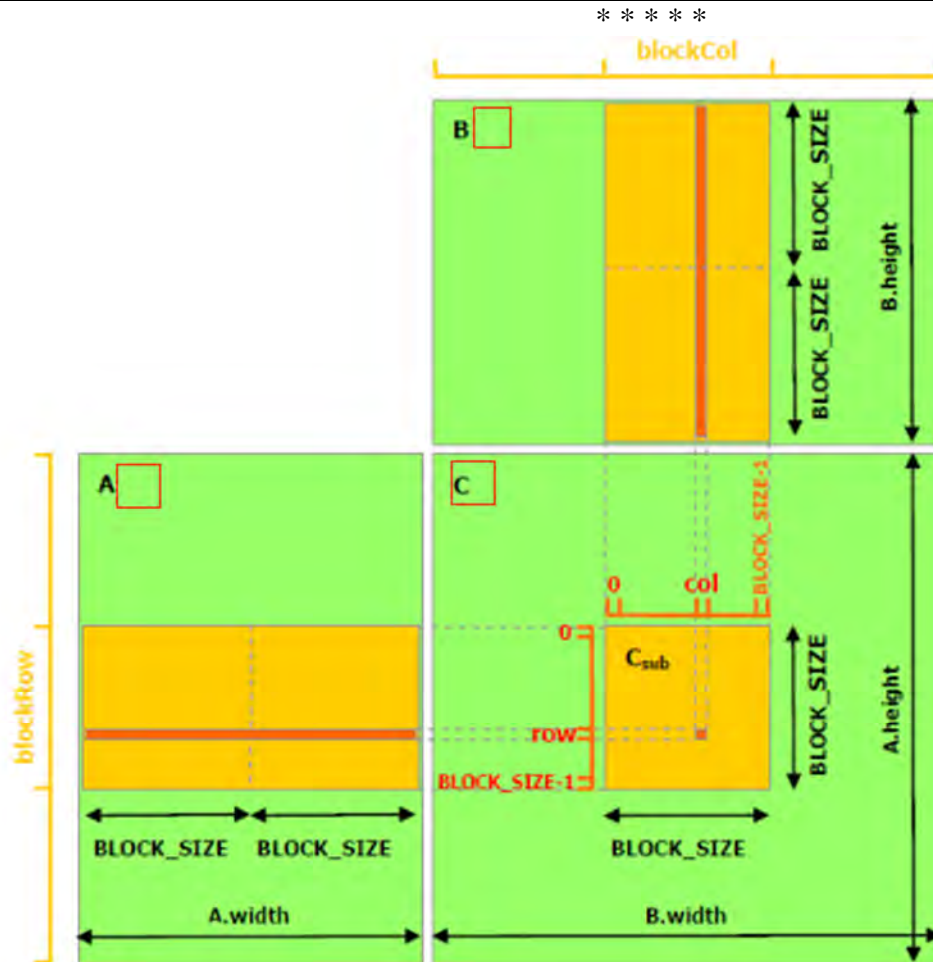 * * * * *
blockCol
B
BLOCK_SIZE
BLOCK_SIZE
B.height
A
C
BLOCK_SIZE-1
0
col
0
Csub
BLOCK_SIZE
A.height
blockRow
row
BLOCK_SIZE-1
BLOCK_SIZE
BLOCK_SIZE
BLOCK_SIZE
A.width
B.width